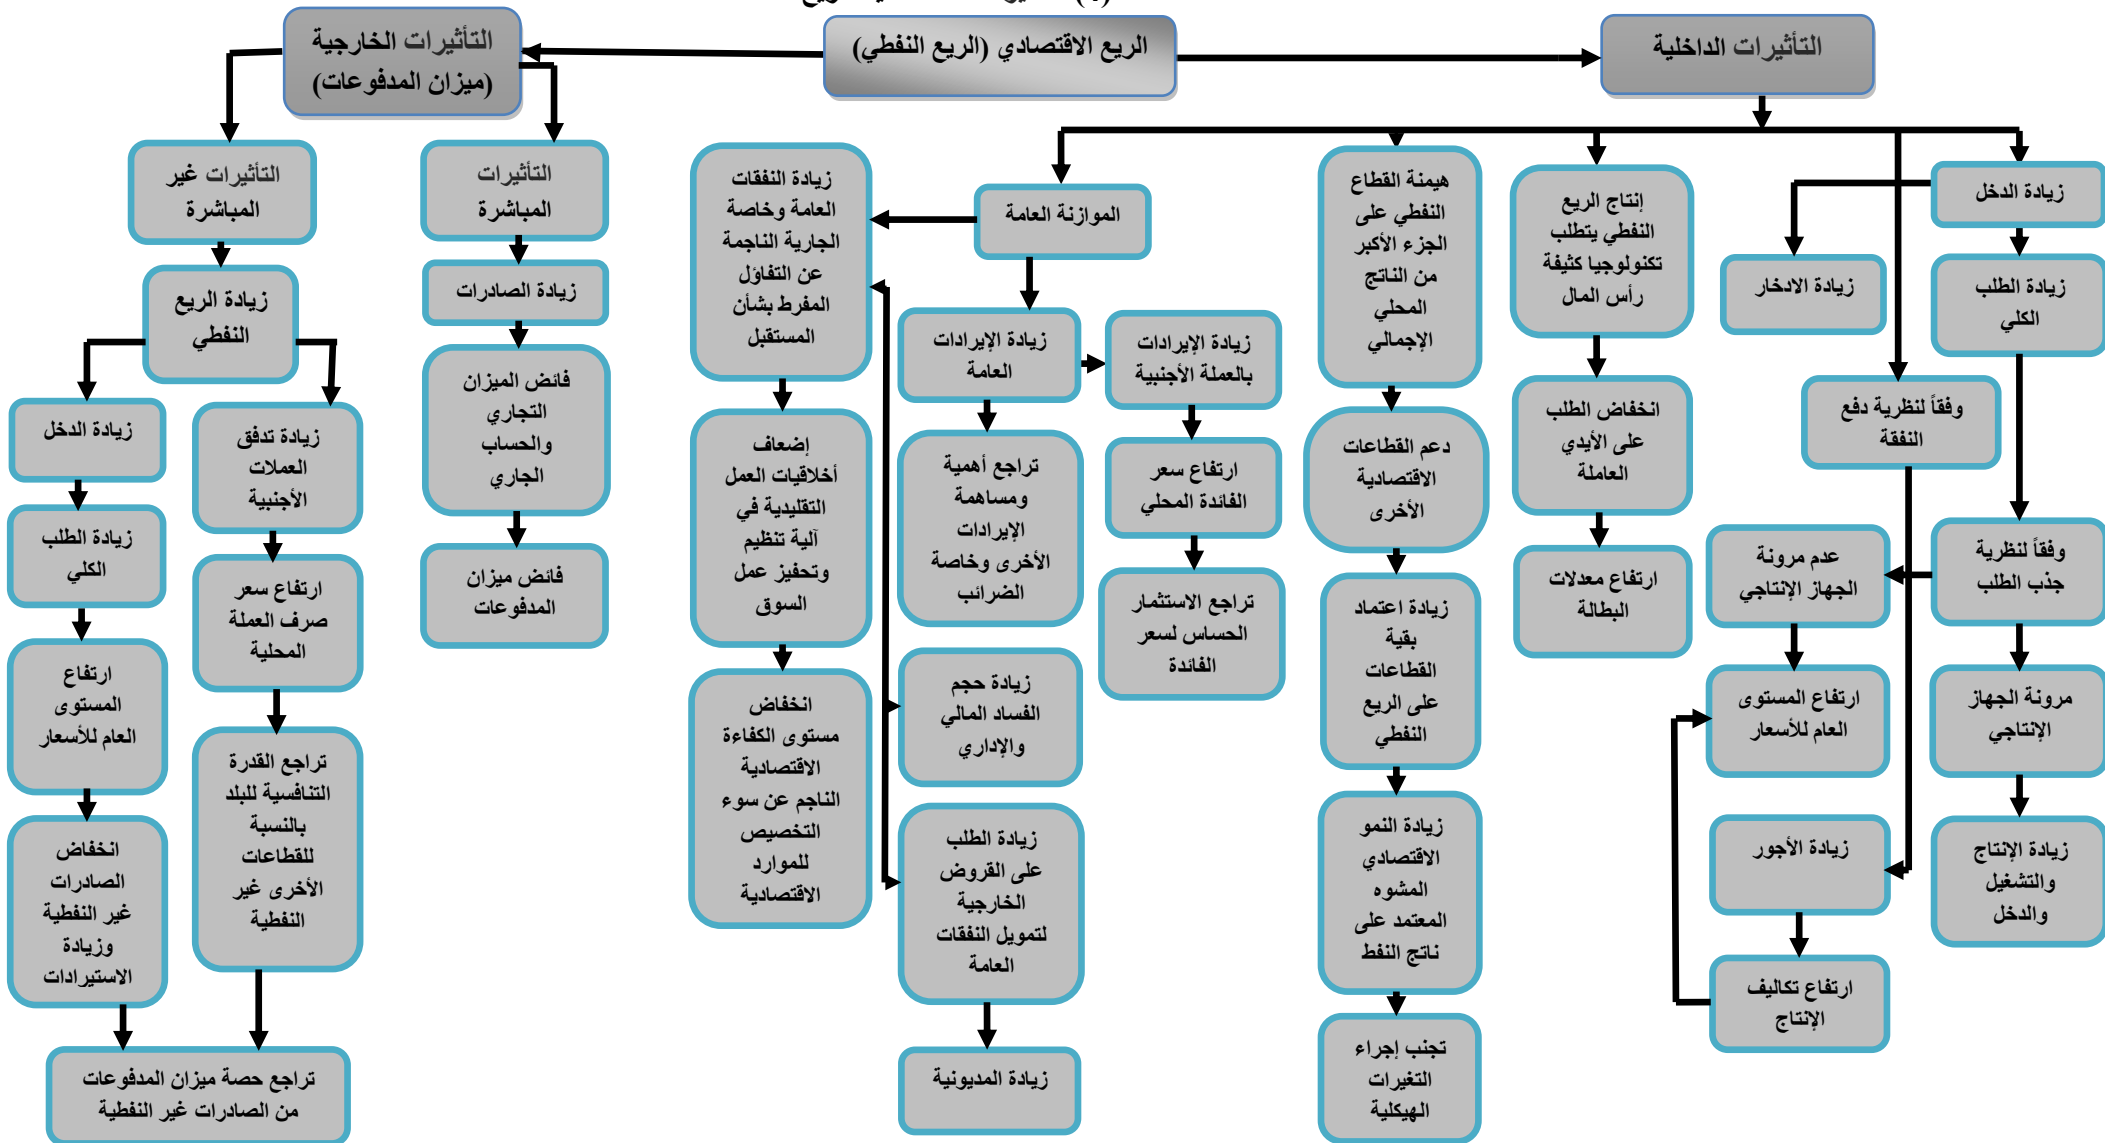 الريع الاقتصادي (الريع النفطي)
التأثيرات الداخلية
زيادة الدخل
زيادة الادخار
زيادة الطلب
الكلي
وفقاً لنظرية دفع
النفقة
وفقاً لنظرية
جذب الطلب
عدم مرونة
الجهاز الإنتاجي
مرونة الجهاز
الإنتاجي
ارتفاع المستوى
العام للأسعار
زيادة الإنتاج
والتشغيل
والدخل
زيادة الأجور
ارتفاع تكاليف
الإنتاج
إنتاج الريع
النفطي يتطلب
تكنولوجيا كثيفة
رأس المال
انخفاض الطلب
على الأيدي
العاملة
ارتفاع معدلات
البطالة
هيمنة القطاع
النفطي على
الجزء الأكبر
من الناتج
المحلي
الإجمالي
دعم القطاعات
الاقتصادية
الأخرى
زيادة اعتماد
بقية
القطاعات
على الريع
النفطي
زيادة النمو
الاقتصادي
المشوه
المعتمد على
ناتج النفط
تجنب إجراء
التغيرات
الهيكلية
الموازنة العامة
زيادة الإيرادات
بالعملة الأجنبية
ارتفاع سعر
الفائدة المحلي
تراجع الاستثمار
الحساس لسعر
الفائدة
زيادة الإيرادات
العامة
تراجع أهمية
ومساهمة
الإيرادات
الأخرى وخاصة
الضرائب
زيادة حجم
الفساد المالي
والإداري
زيادة الطلب
على القروض
الخارجية
لتمويل النفقات
العامة
زيادة المديونية
زيادة النفقات
العامة وخاصة
الجارية الناجمة
عن التفاؤل
المفرط بشأن
المستقبل
إضعاف
أخلاقيات العمل
التقليدية في
آلية تنظيم
وتحفيز عمل
السوق
انخفاض
مستوى الكفاءة
الاقتصادية
الناجم عن سوء
التخصيص
للموارد
الاقتصادية
التأثيرات الخارجية
(ميزان المدفوعات)
التأثيرات
المباشرة
زيادة الصادرات
فائض الميزان
التجاري
والحساب
الجاري
فائض ميزان
المدفوعات
التأثيرات غير
المباشرة
زيادة الريع
النفطي
زيادة تدفق
العملات
الأجنبية
ارتفاع سعر
صرف العملة
المحلية
تراجع القدرة
التنافسية للبلد
بالنسبة
للقطاعات
الأخرى غير
النفطية
زيادة الدخل
زيادة الطلب
الكلي
ارتفاع
المستوى
العام للأسعار
انخفاض
الصادرات
غير النفطية
وزيادة
الاستيرادات
تراجع حصة ميزان المدفوعات
من الصادرات غير النفطية